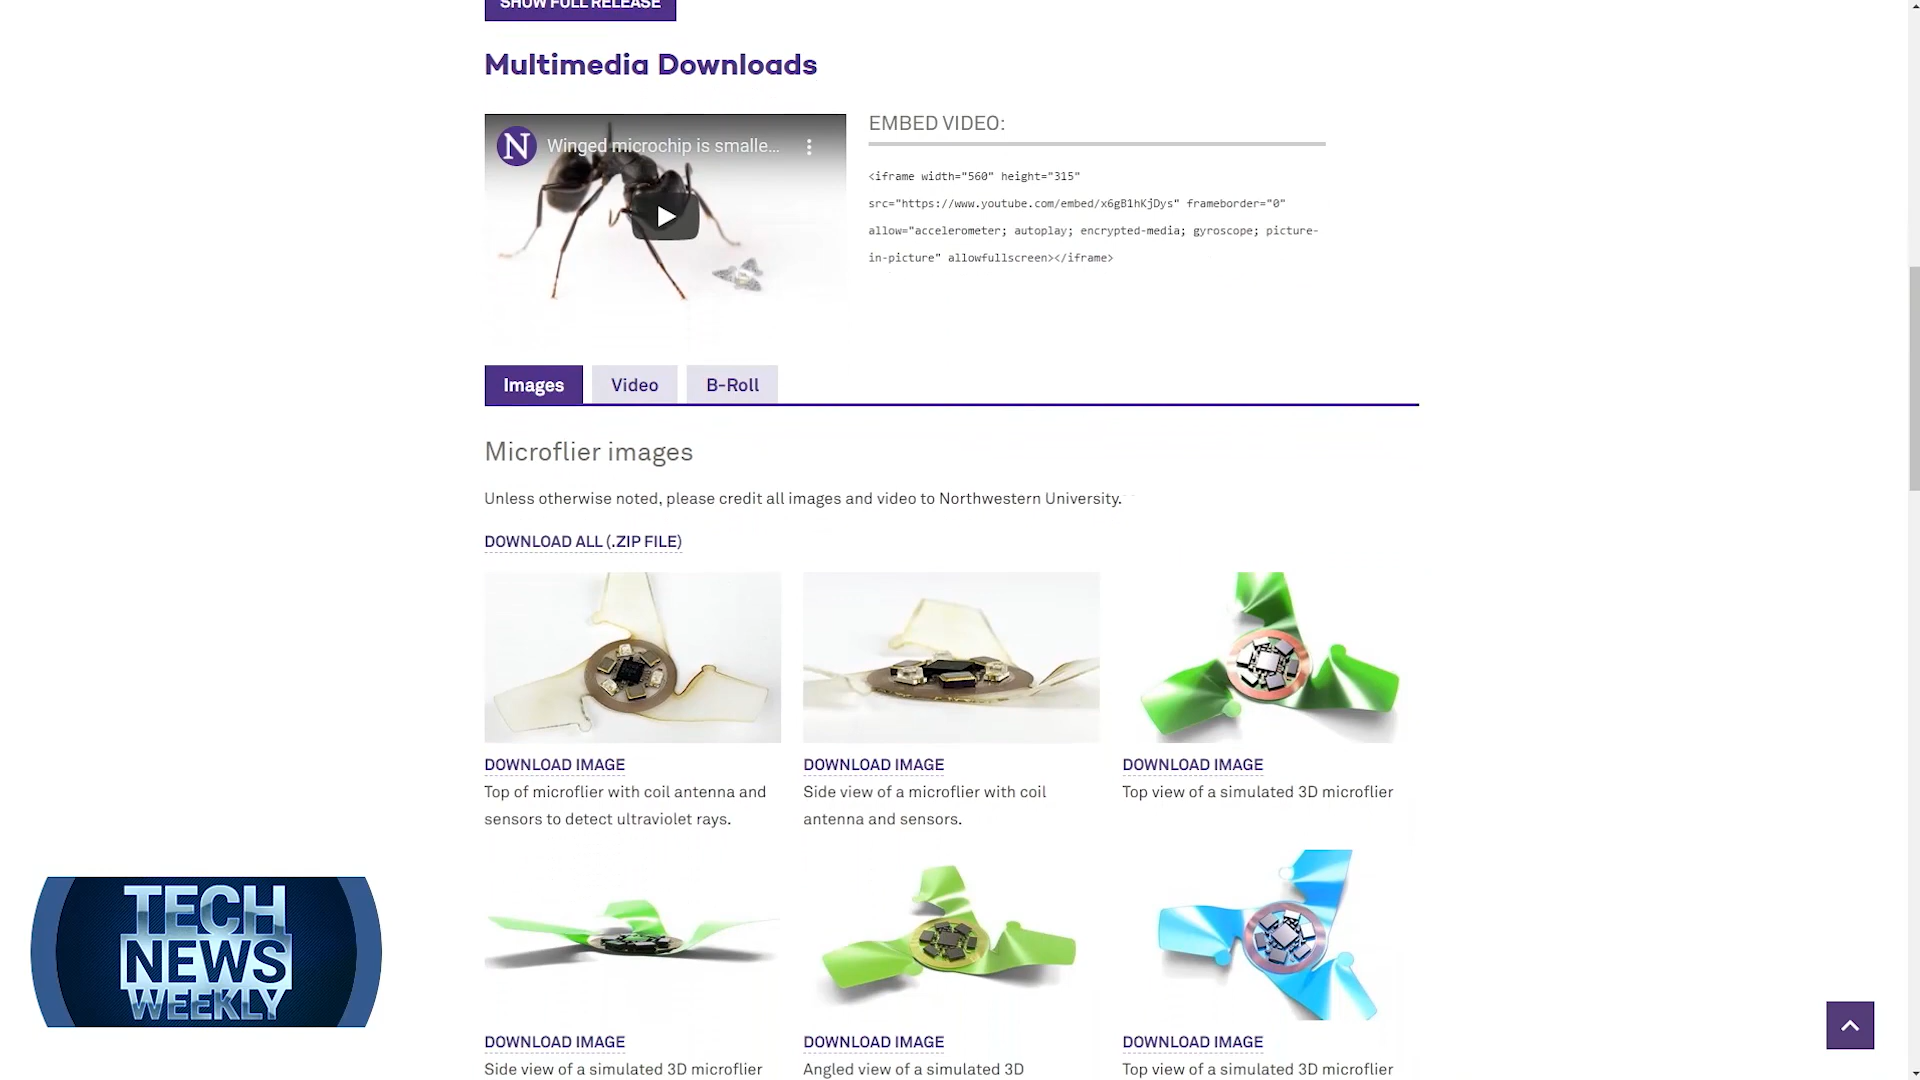 SHOW FULL RELEASE
Multimedia Downloads
N
Winged microchip is smalle...
EMBED VIDEO:
<iframe width="560" height="315"
src="https://www.youtube.com/embed/x6gB1hKjDys" frameborder="0"
allow="accelerometer; autoplay; encrypted-media; gyroscope; picture-
in-picture" allowfullscreen></iframe>
Images
Video
B-Roll
Microflier images
Unless otherwise noted, please credit all images and video to Northwestern University.
DOWNLOAD ALL (.ZIP FILE)
DOWNLOAD IMAGE
Top of microflier with coil antenna and
sensors to detect ultraviolet rays.
DOWNLOAD IMAGE
Side view of a microflier with coil
antenna and sensors.
DOWNLOAD IMAGE
Top view of a simulated 3D microflier
DOWNLOAD IMAGE
Side view of a simulated 3D microflier
DOWNLOAD IMAGE
Angled view of a simulated 3D
DOWNLOAD IMAGE
Top view of a simulated 3D microflier
TECH
NEWS
WEEKLY